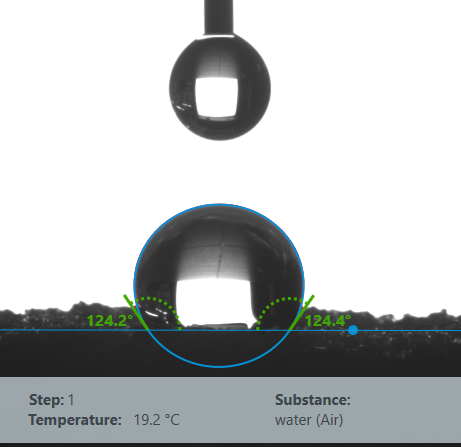 124.2° 124.4°
Step: 1 Substance:
Temperature: 19.2 °C water (Air)